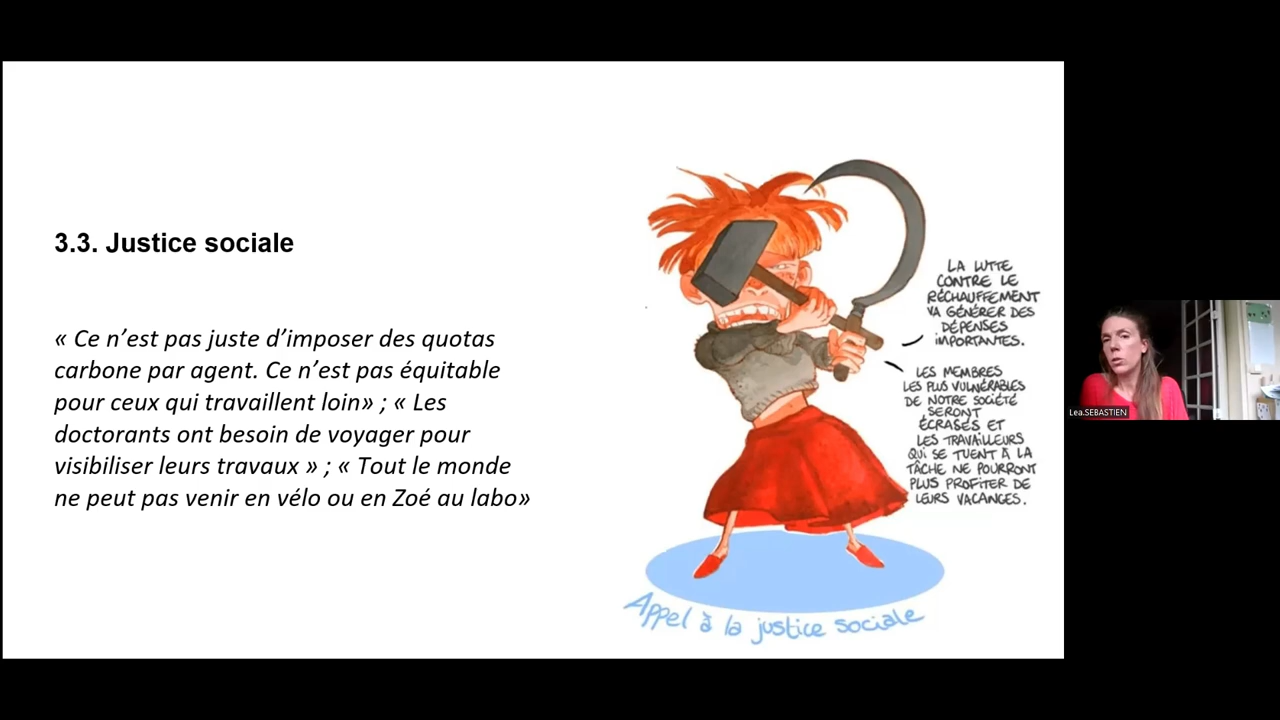 3.3. Justice sociale
« Ce n’est pas juste d’imposer des quotas
carbone par agent. Ce n’est pas équitable
pour ceux qui travaillent loin» ; « Les
doctorants ont besoin de voyager pour
visibiliser leurs travaux » ; « Tout le monde
ne peut pas venir en vélo ou en Zoé au labo»
LA LUTTE
CONTRE LE
RÉCHAUFFEMENT
VA GÉNÉRER DES
DÉPENSES
IMPORTANTES.
LES MEMBRES
LES PLUS VULNÉRABLES
DE NOTRE SOCIÉTÉ
SERONT
ÉCRASÉS ET
LES TRAVAILLEURS
QUI SE TUENT À LA
TÂCHE NE POURRONT
PLUS PROFITER DE
LEURS VACANCES.
Appel à la justice sociale
Lea.SEBASTIEN